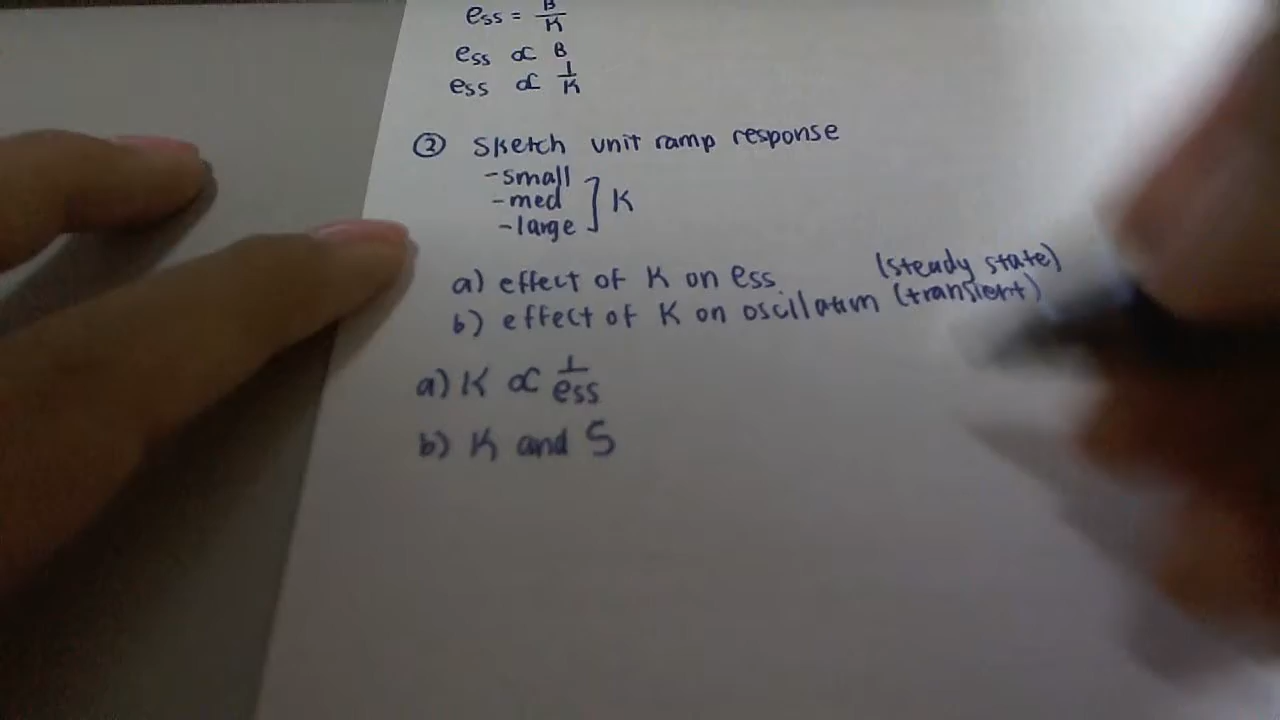 ess = B/K
ess ∝ B
ess ∝ 1/K
② Sketch unit ramp response
-small
-med ] K
-large
a) effect of K on ess (steady state)
b) effect of K on oscillation (transient)
a) K ∝ 1/ess
b) K and S